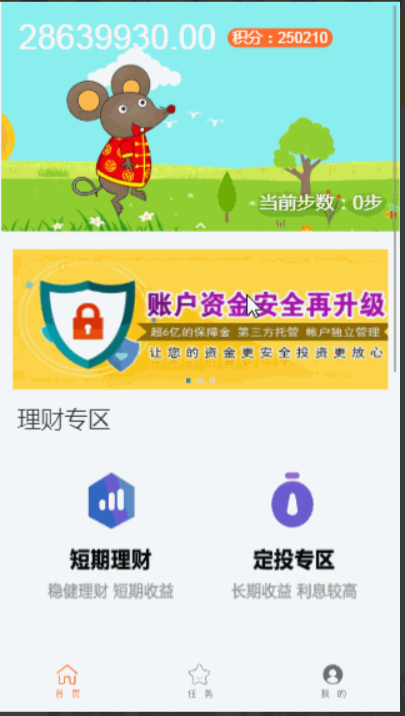 28639930.00 积分：250210
当前步数：0步
账户资金安全再升级
超6亿的保障金 第三方托管 帐户独立管理
让您的资金更安全投资更放心
理财专区
短期理财 定投专区
稳健理财 短期收益 长期收益 利息较高
首页 任务 我的